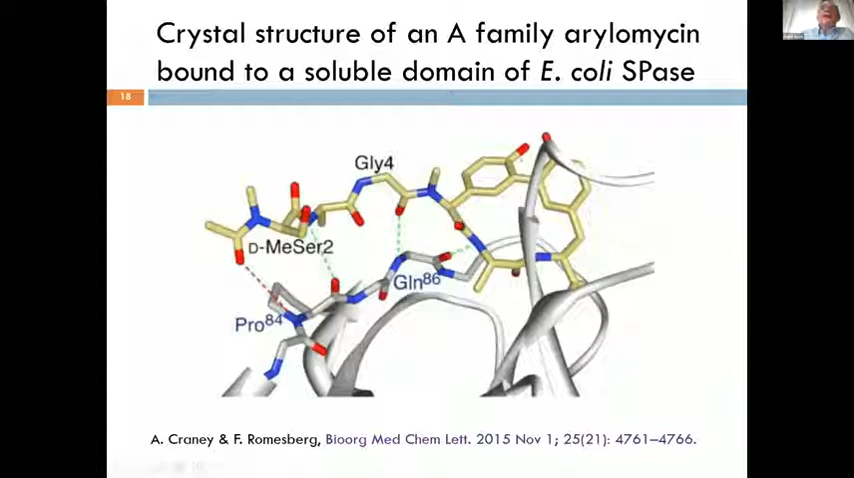 Crystal structure of an A family arylomycin
bound to a soluble domain of E. coli SPase
18
Gly4
D-MeSer2
Gln86
Pro84
A. Craney & F. Romesberg, Bioorg Med Chem Lett. 2015 Nov 1; 25(21): 4761–4766.